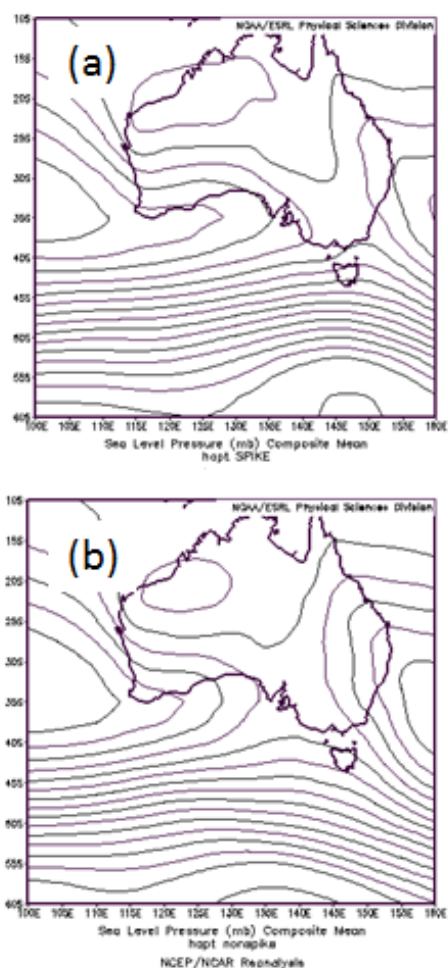 NOAA/ESRL Physical Sciences Division
(a)
10S
15S
20S
25S
30S
35S
40S
45S
50S
55S
60S
100E 105E 110E 115E 120E 125E 130E 135E 140E 145E 150E 155E 160E
Sea Level Pressure (mb) Composite Mean
hapt SPIKE
NOAA/ESRL Physical Sciences Division
(b)
10S
15S
20S
25S
30S
35S
40S
45S
50S
55S
60S
100E 105E 110E 115E 120E 125E 130E 135E 140E 145E 150E 155E 160E
Sea Level Pressure (mb) Composite Mean
hapt nonspike
NCEP/NCAR Reanalysis